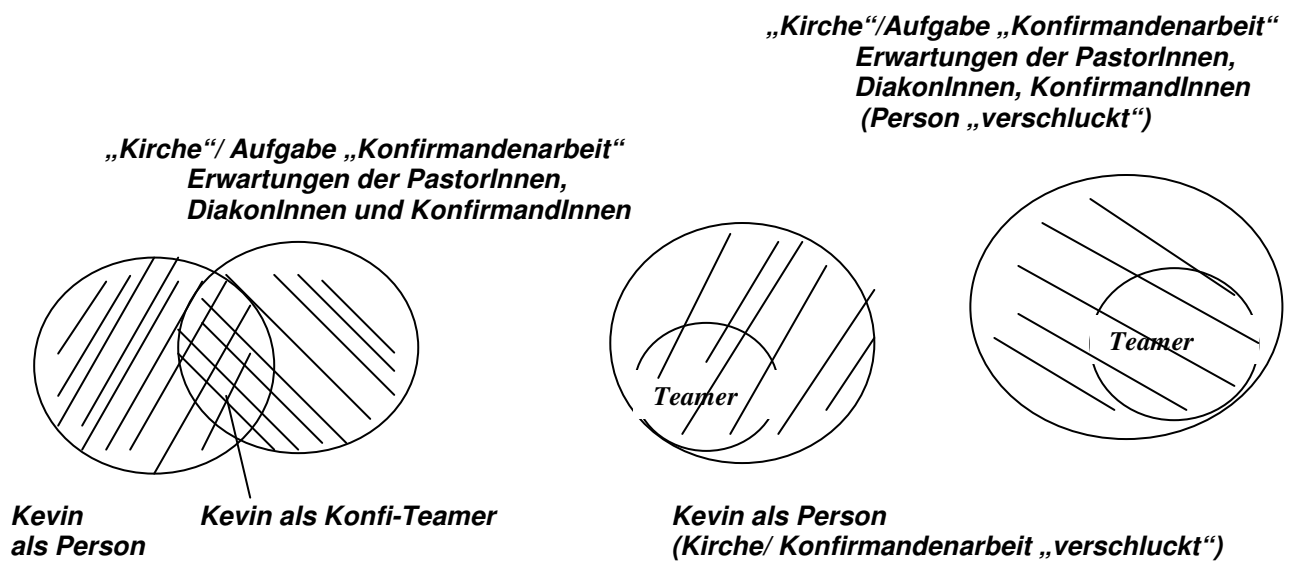 „Kirche“/Aufgabe „Konfirmandenarbeit“
Erwartungen der PastorInnen,
DiakonInnen, KonfirmandInnen
(Person „verschluckt“)
„Kirche“/ Aufgabe „Konfirmandenarbeit“
Erwartungen der PastorInnen,
DiakonInnen und KonfirmandInnen
Teamer
Teamer
Kevin
als Person
Kevin als Konfi-Teamer
Kevin als Person
(Kirche/ Konfirmandenarbeit „verschluckt“)